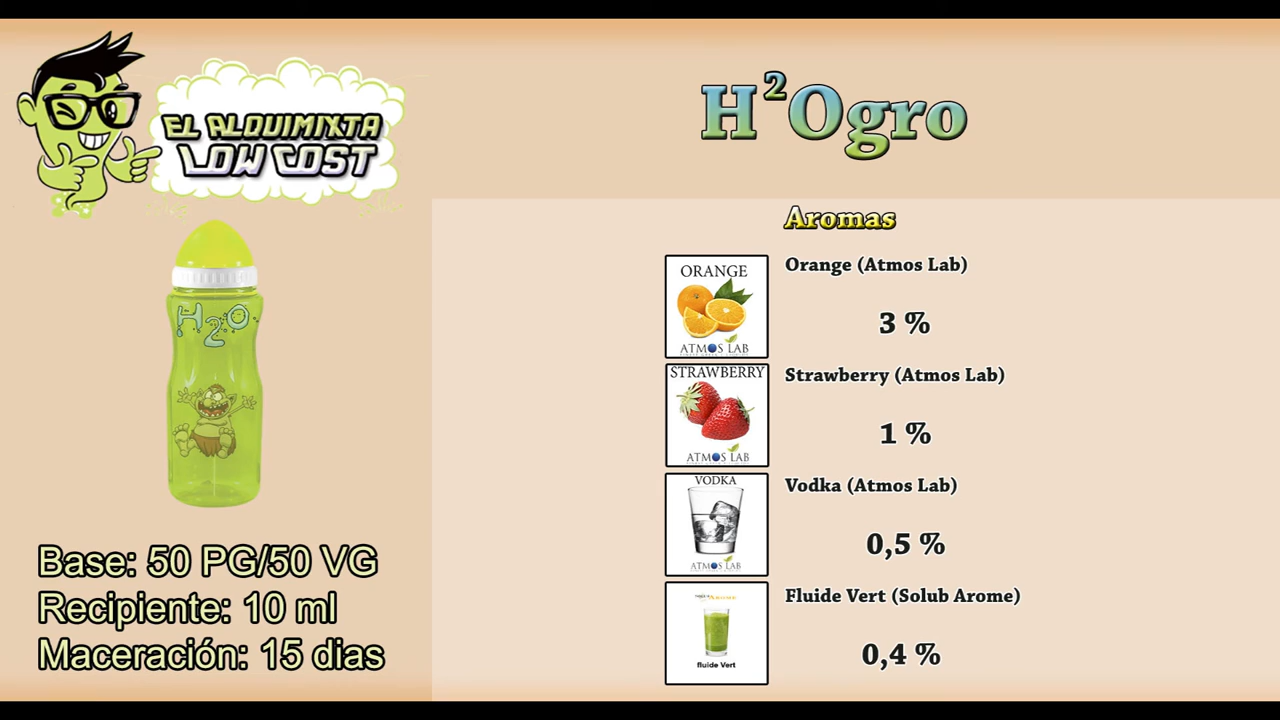 EL ALQUIMIXTA
LOW COST
H²Ogro
H2O
Base: 50 PG/50 VG
Recipiente: 10 ml
Maceración: 15 dias
Aromas
ORANGE
ATMOS LAB
Orange (Atmos Lab)
3 %
STRAWBERRY
ATMOS LAB
Strawberry (Atmos Lab)
1 %
VODKA
ATMOS LAB
Vodka (Atmos Lab)
0,5 %
fluide Vert
Fluide Vert (Solub Arome)
0,4 %